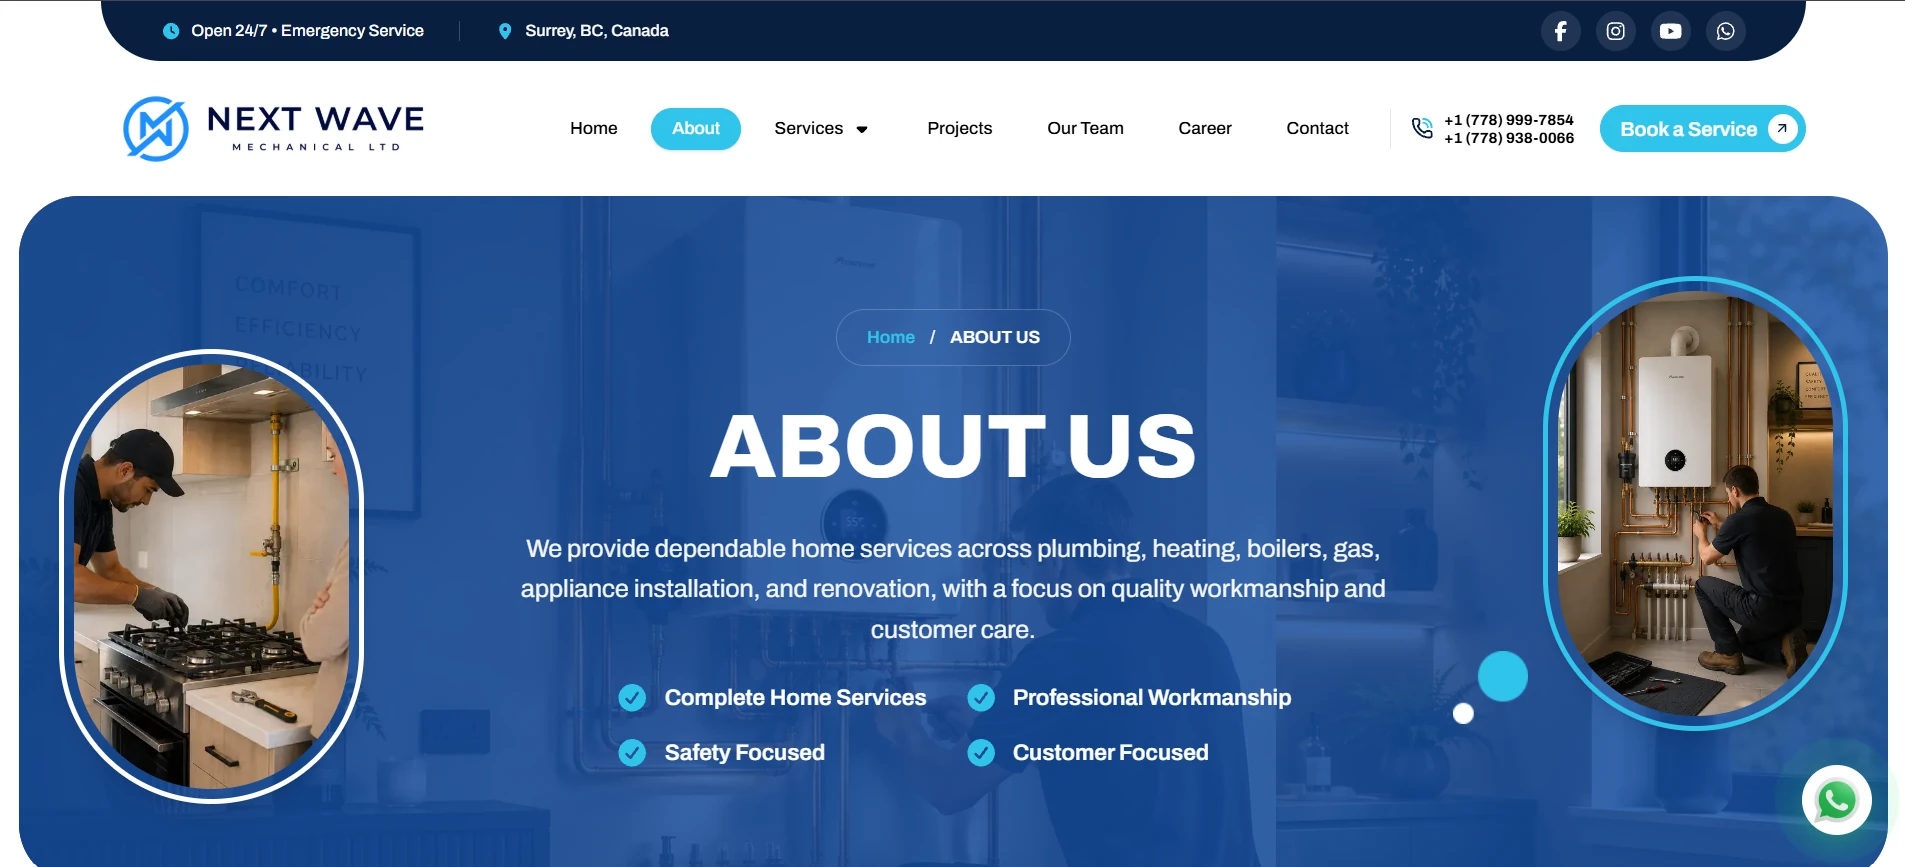 Open 24/7 • Emergency Service
Surrey, BC, Canada
NEXT WAVE
MECHANICAL LTD
Home
About
Services
Projects
Our Team
Career
Contact
+1 (778) 999-7854
+1 (778) 938-0066
Book a Service
COMFORT
EFFICIENCY
Home / ABOUT US
ABOUT US
We provide dependable home services across plumbing, heating, boilers, gas,
appliance installation, and renovation, with a focus on quality workmanship and
customer care.
Complete Home Services
Professional Workmanship
Safety Focused
Customer Focused